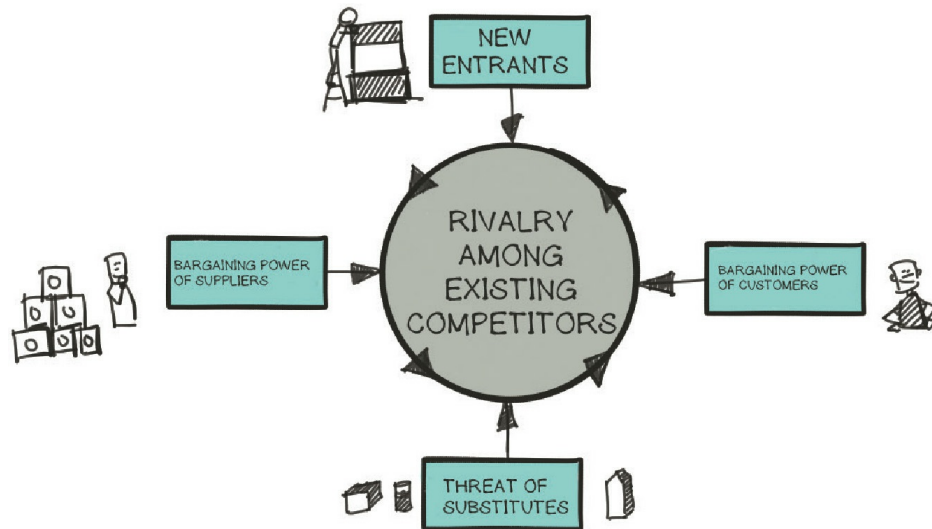 NEW
ENTRANTS
RIVALRY
AMONG
EXISTING
COMPETITORS
BARGAINING POWER
OF SUPPLIERS
BARGAINING POWER
OF CUSTOMERS
THREAT OF
SUBSTITUTES